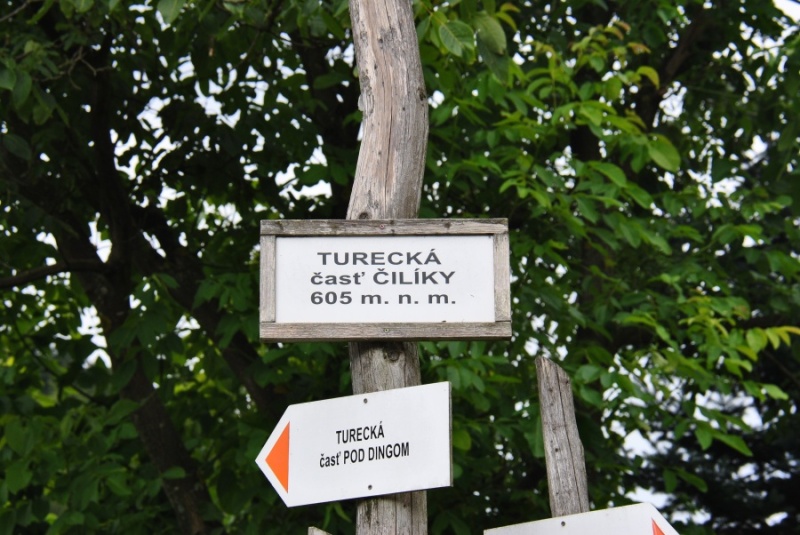 TURECKÁ
časť ČILÍKY
605 m. n. m.
TURECKÁ
časť POD DINGOM